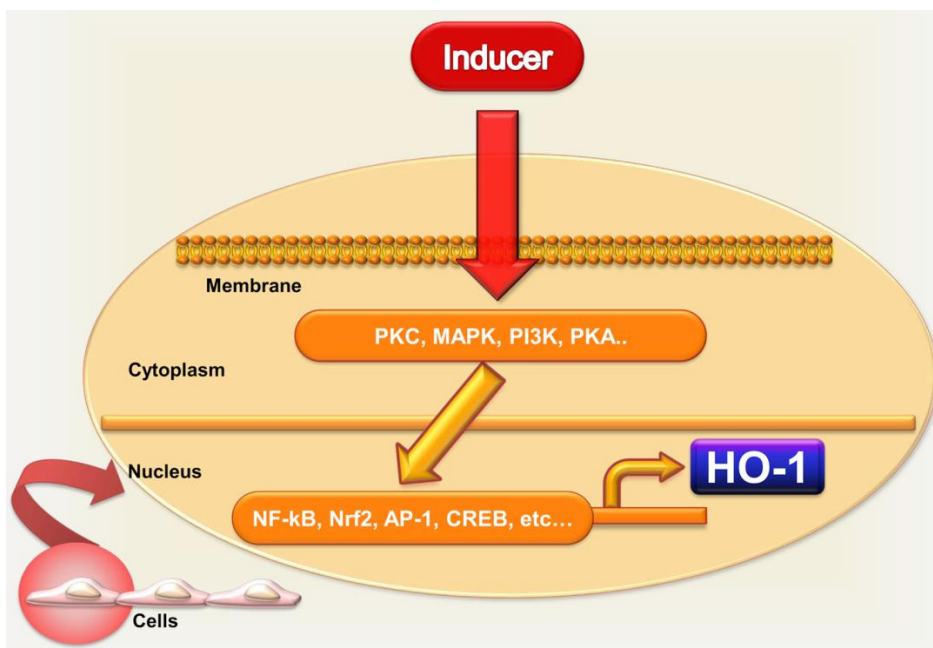 Inducer
Membrane
PKC, MAPK, PI3K, PKA..
Cytoplasm
Nucleus
HO-1
NF-kB, Nrf2, AP-1, CREB, etc...
Cells